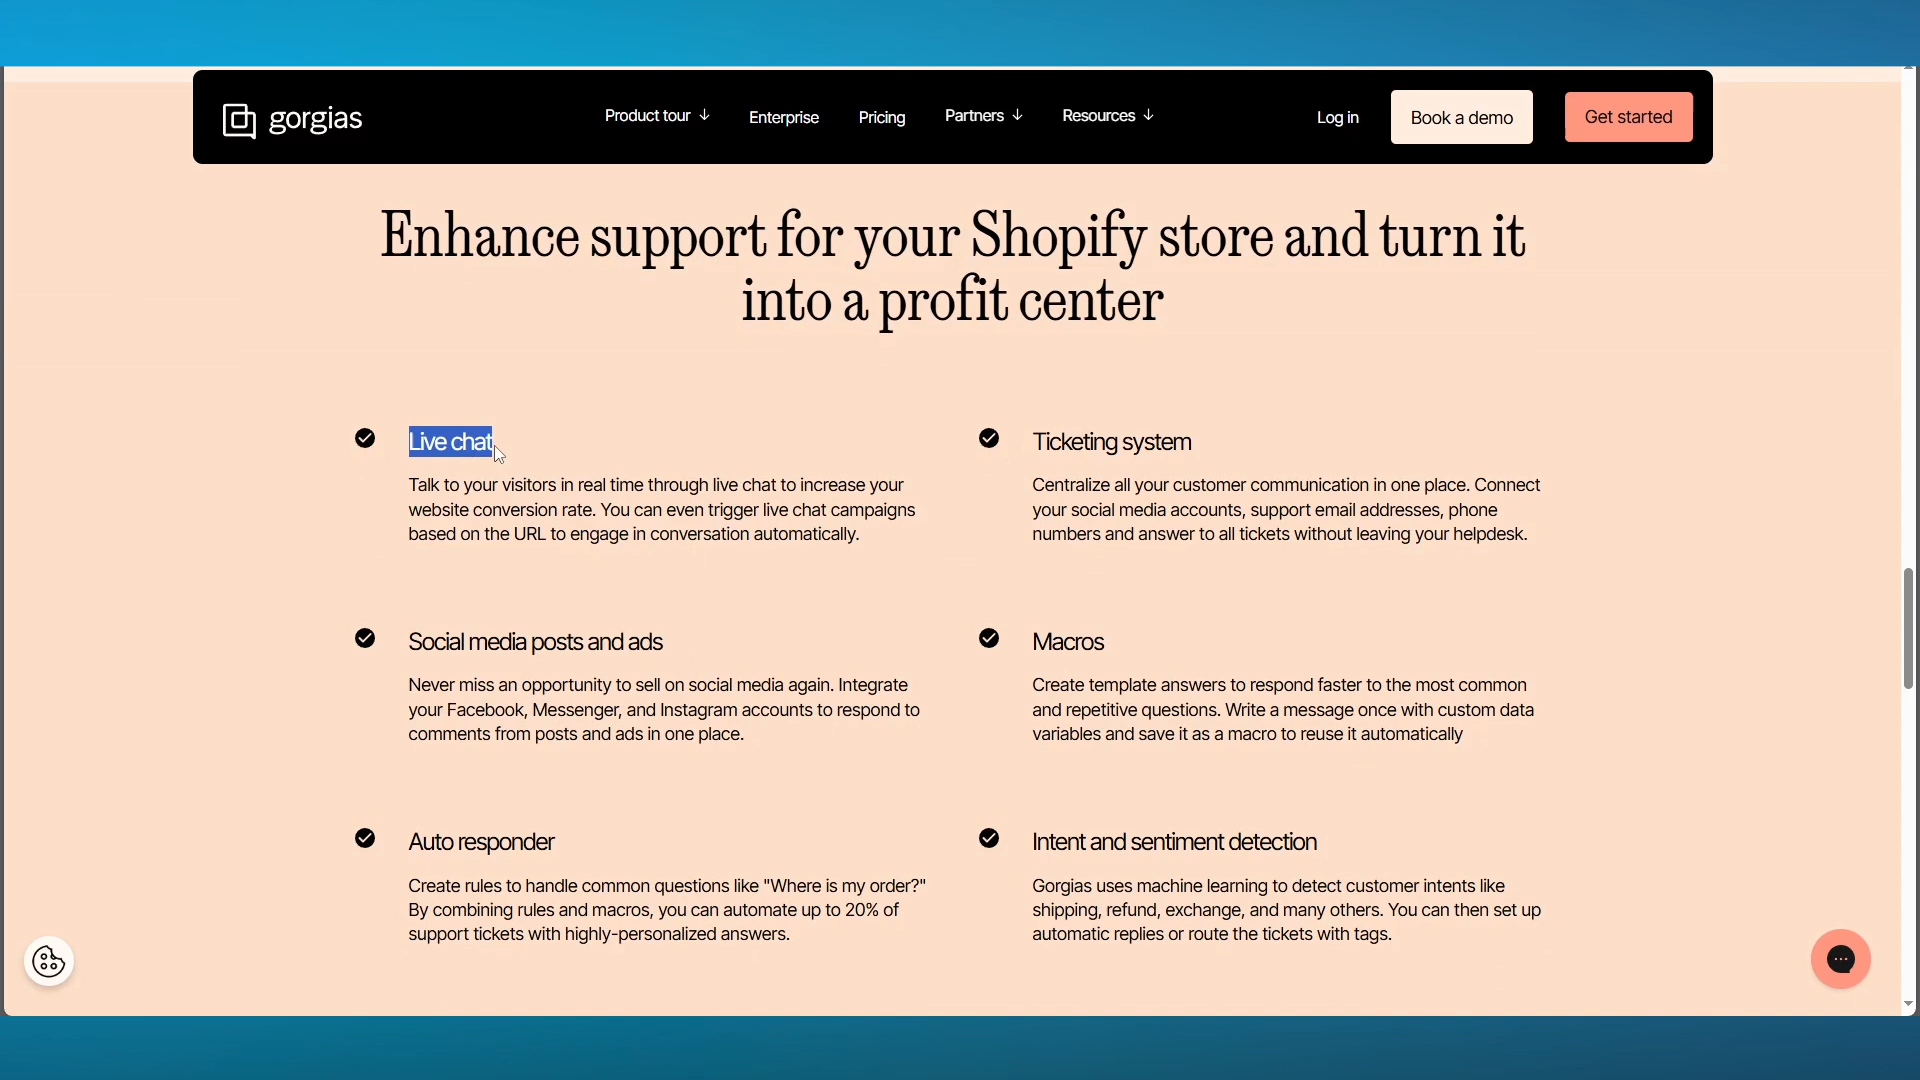 gorgias
Product tour ↓
Enterprise
Pricing
Partners ↓
Resources ↓
Log in
Book a demo
Get started
Enhance support for your Shopify store and turn it
into a profit center
Live chat
Talk to your visitors in real time through live chat to increase your
website conversion rate. You can even trigger live chat campaigns
based on the URL to engage in conversation automatically.
Ticketing system
Centralize all your customer communication in one place. Connect
your social media accounts, support email addresses, phone
numbers and answer to all tickets without leaving your helpdesk.
Social media posts and ads
Never miss an opportunity to sell on social media again. Integrate
your Facebook, Messenger, and Instagram accounts to respond to
comments from posts and ads in one place.
Macros
Create template answers to respond faster to the most common
and repetitive questions. Write a message once with custom data
variables and save it as a macro to reuse it automatically
Auto responder
Create rules to handle common questions like "Where is my order?"
By combining rules and macros, you can automate up to 20% of
support tickets with highly-personalized answers.
Intent and sentiment detection
Gorgias uses machine learning to detect customer intents like
shipping, refund, exchange, and many others. You can then set up
automatic replies or route the tickets with tags.